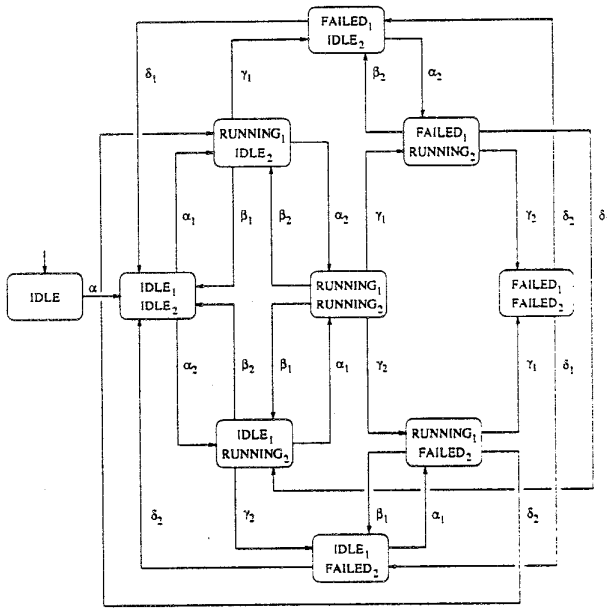 FAILED₁
IDLE₂
δ₁
γ₁
β₂
α₂
RUNNING₁
IDLE₂
FAILED₁
RUNNING₂
α₁
β₁
β₂
α₂
γ₁
γ₂
δ₂
IDLE
α
IDLE₁
IDLE₂
RUNNING₁
RUNNING₂
FAILED₁
FAILED₂
α₂
β₂
β₁
α₁
γ₂
γ₁
δ₁
IDLE₁
RUNNING₂
RUNNING₁
FAILED₂
δ₂
γ₂
β₁
α₁
δ₂
IDLE₁
FAILED₂